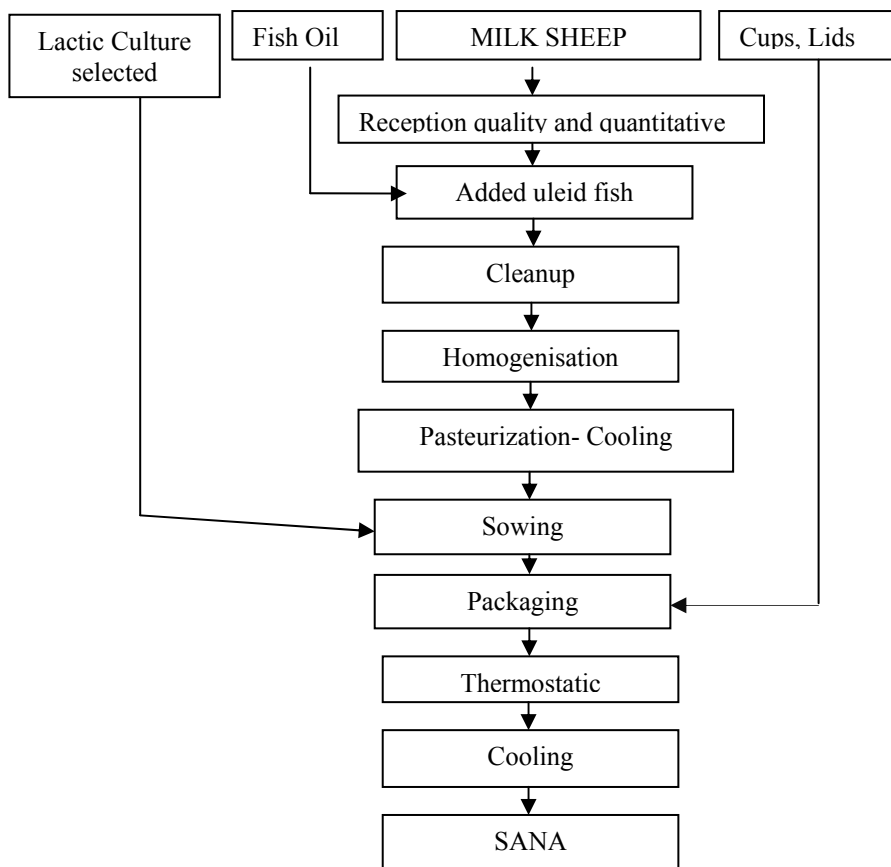 Lactic Culture
selected
Fish Oil
MILK SHEEP
Cups, Lids
Reception quality and quantitative
Added uleid fish
Cleanup
Homogenisation
Pasteurization- Cooling
Sowing
Packaging
Thermostatic
Cooling
SANA